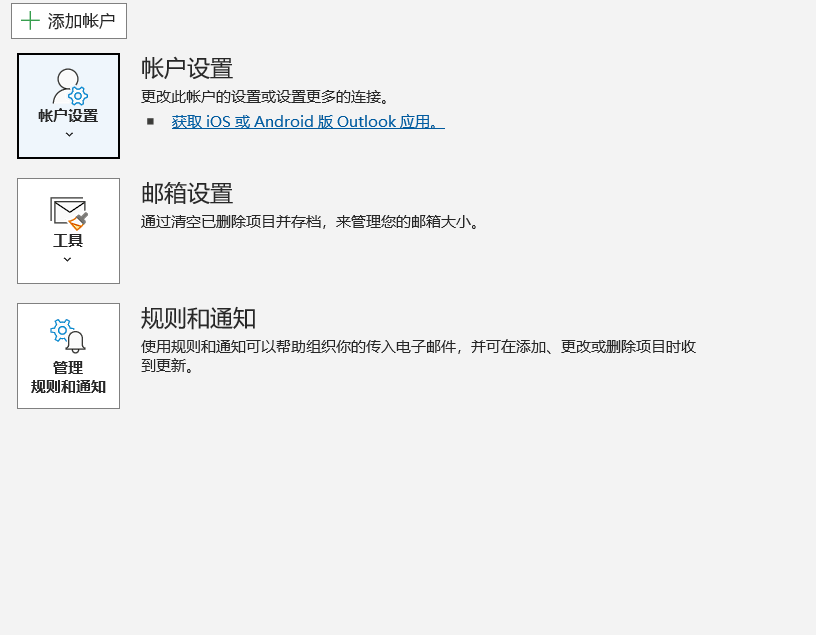 添加帐户
帐户设置
帐户设置
更改此帐户的设置或设置更多的连接。
获取 iOS 或 Android 版 Outlook 应用。
工具
邮箱设置
通过清空已删除项目并存档，来管理您的邮箱大小。
管理
规则和通知
规则和通知
使用规则和通知可以帮助组织你的传入电子邮件，并可在添加、更改或删除项目时收
到更新。